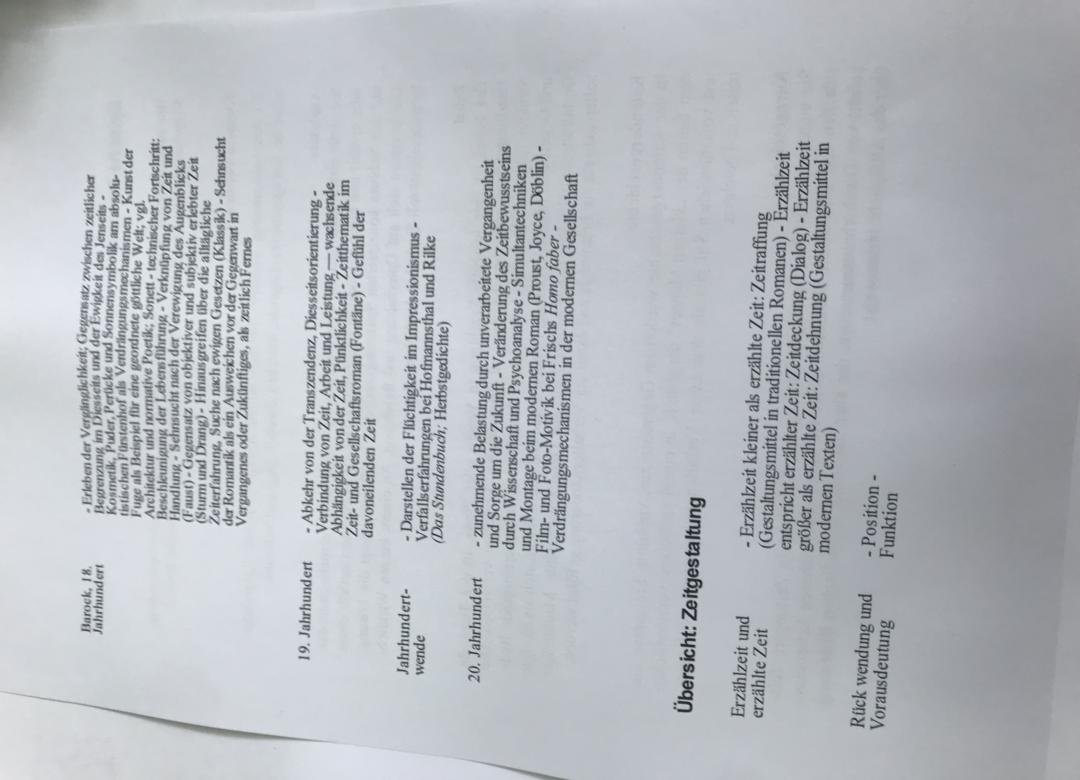 Barock, 18.
Jahrhundert
- Erleben der Vergänglichkeit; Gegensatz zwischen zeitlicher
Begrenzung im Diesseits und der Ewigkeit des Jenseits -
Kosmetik, Puder, Perücke und Sonnensymbolik am absolu-
tistischen Fürstenhof als Verdrängungsmechanismen - Kunst der
Fuge als Beispiel für eine geordnete göttliche Welt; vgl.
Architektur und normative Poetik; Sonett - technischer Fortschritt:
Beschleunigung der Lebensführung - Verknüpfung von Zeit und
Handlung - Sehnsucht nach der Verewigung des Augenblicks
(Faust) - Gegensatz von objektiver und subjektiv erlebter Zeit
(Sturm und Drang) - Hinausgreifen über die alltägliche
Zeiterfahrung, Suche nach ewigen Gesetzen (Klassik) - Sehnsucht
der Romantik als ein Ausweichen vor der Gegenwart in
Vergangenes oder Zukünftiges, als zeitlich Fernes
19. Jahrhundert
- Abkehr von der Transzendenz, Diesseitsorientierung -
Verbindung von Zeit, Arbeit und Leistung — wachsende
Abhängigkeit von der Zeit, Pünktlichkeit - Zeitthematik im
Zeit- und Gesellschaftsroman (Fontäne) - Gefühl der
davoneilenden Zeit
Jahrhundert-
wende
- Darstellen der Flüchtigkeit im Impressionismus -
Verfallserfahrungen bei Hofmannsthal und Rilke
(Das Stundenbuch; Herbstgedichte)
20. Jahrhundert
- zunehmende Belastung durch unverarbeitete Vergangenheit
und Sorge um die Zukunft - Veränderung des Zeitbewusstseins
durch Wissenschaft und Psychoanalyse - Simultantechniken
und Montage beim modernen Roman (Proust, Joyce, Döblin) -
Film- und Foto-Motivik bei Frischs Homo faber -
Verdrängungsmechanismen in der modernen Gesellschaft
Übersicht: Zeitgestaltung
Erzählzeit und
erzählte Zeit
- Erzählzeit kleiner als erzählte Zeit: Zeitraffung
(Gestaltungsmittel in traditionellen Romanen) - Erzählzeit
entspricht erzählter Zeit: Zeitdeckung (Dialog) - Erzählzeit
größer als erzählte Zeit: Zeitdehnung (Gestaltungsmittel in
modernen Texten)
Rück wendung und
Vorausdeutung
- Position -
Funktion